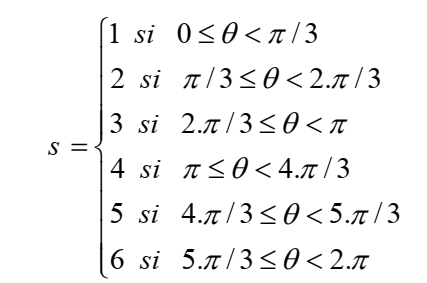 1 si 0 ≤ θ < π / 3
2 si π / 3 ≤ θ < 2.π / 3
3 si 2.π / 3 ≤ θ < π
s =
4 si π ≤ θ < 4.π / 3
5 si 4.π / 3 ≤ θ < 5.π / 3
6 si 5.π / 3 ≤ θ < 2.π